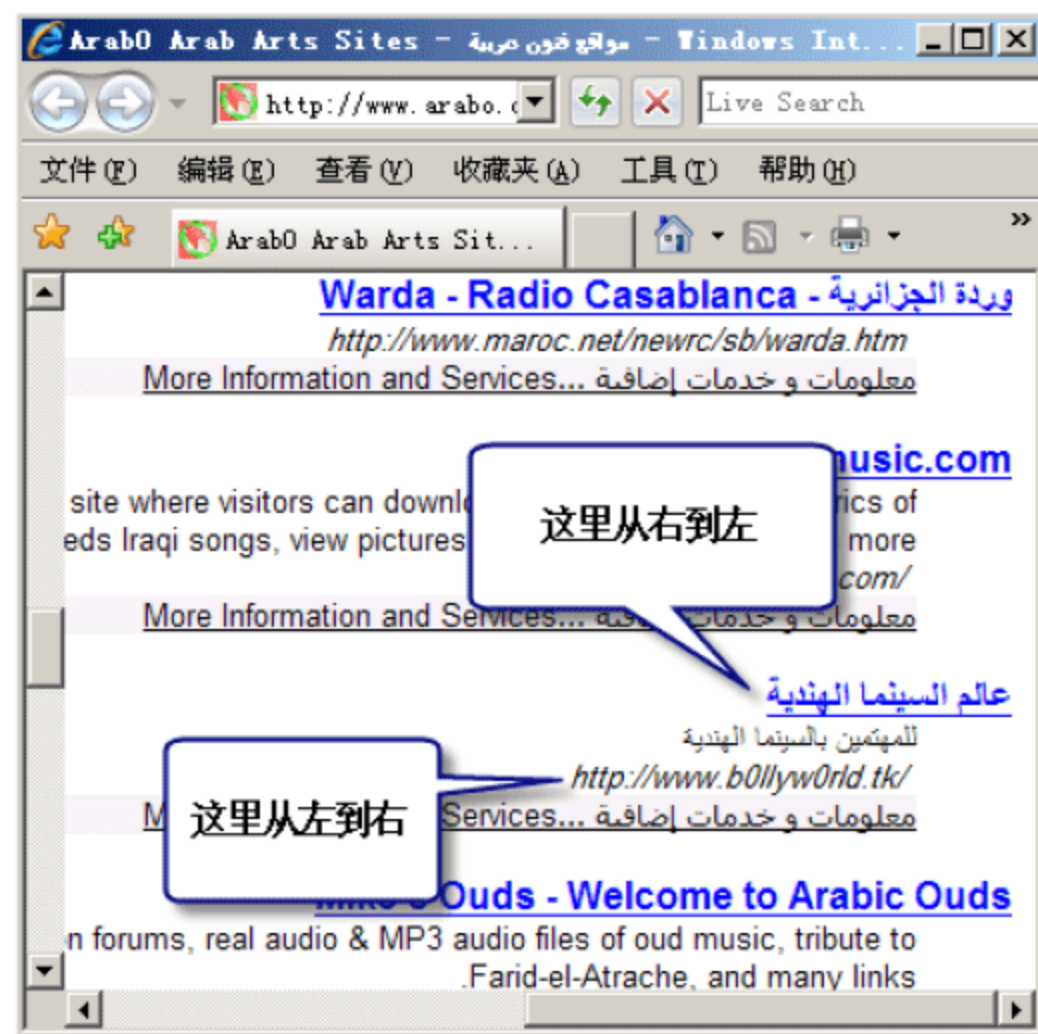 Arab0 Arab Arts Sites - مواقع فنون عربية - Windows Int...
http://www.arabo.
Live Search
文件(F) 编辑(E) 查看(V) 收藏夹(A) 工具(T) 帮助(H)
Arab0 Arab Arts Sit...
»
Warda - Radio Casablanca - وردة الجزائرية
http://www.maroc.net/newrc/sb/warda.htm
More Information and Services... معلومات و خدمات إضافية
usic.com
site where visitors can downl
rics of
eds Iraqi songs, view pictures
more
com/
More Information and Services... معلومات و خدمات إضافية
这里从右到左
عالم السينما الهندية
للمهتمين بالسينما الهندية
http://www.b0llyw0rld.tk/
M Services... معلومات و خدمات إضافية
这里从左到右
Ouds - Welcome to Arabic Ouds
n forums, real audio & MP3 audio files of oud music, tribute to
.Farid-el-Atrache, and many links